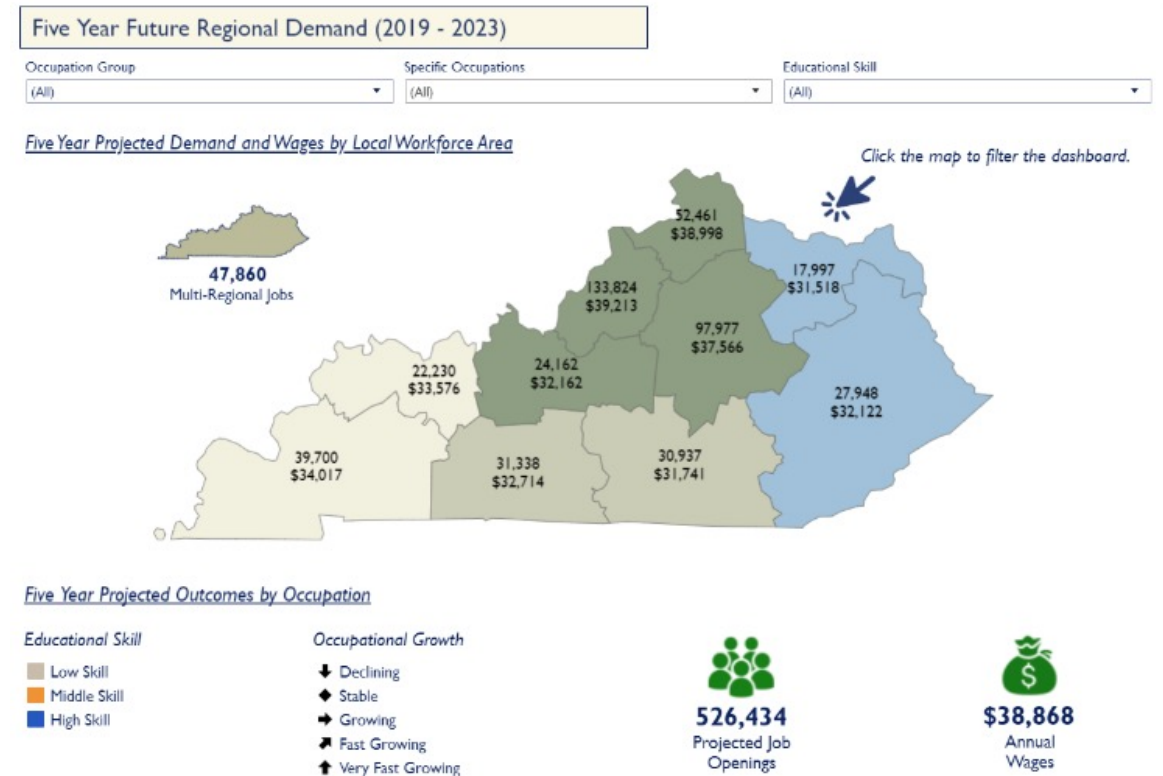 Five Year Future Regional Demand (2019 - 2023)
Occupation Group
(All)
Specific Occupations
(All)
Educational Skill
(All)
Five Year Projected Demand and Wages by Local Workforce Area
Click the map to filter the dashboard.
47,860
Multi-Regional Jobs
52,461
$38,998
17,997
$31,518
133,824
$39,213
97,977
$37,566
24,162
$32,162
22,230
$33,576
27,948
$32,122
39,700
$34,017
31,338
$32,714
30,937
$31,741
Five Year Projected Outcomes by Occupation
Educational Skill
Low Skill
Middle Skill
High Skill
Occupational Growth
Declining
Stable
Growing
Fast Growing
Very Fast Growing
$
526,434
Projected Job
Openings
$38,868
Annual
Wages